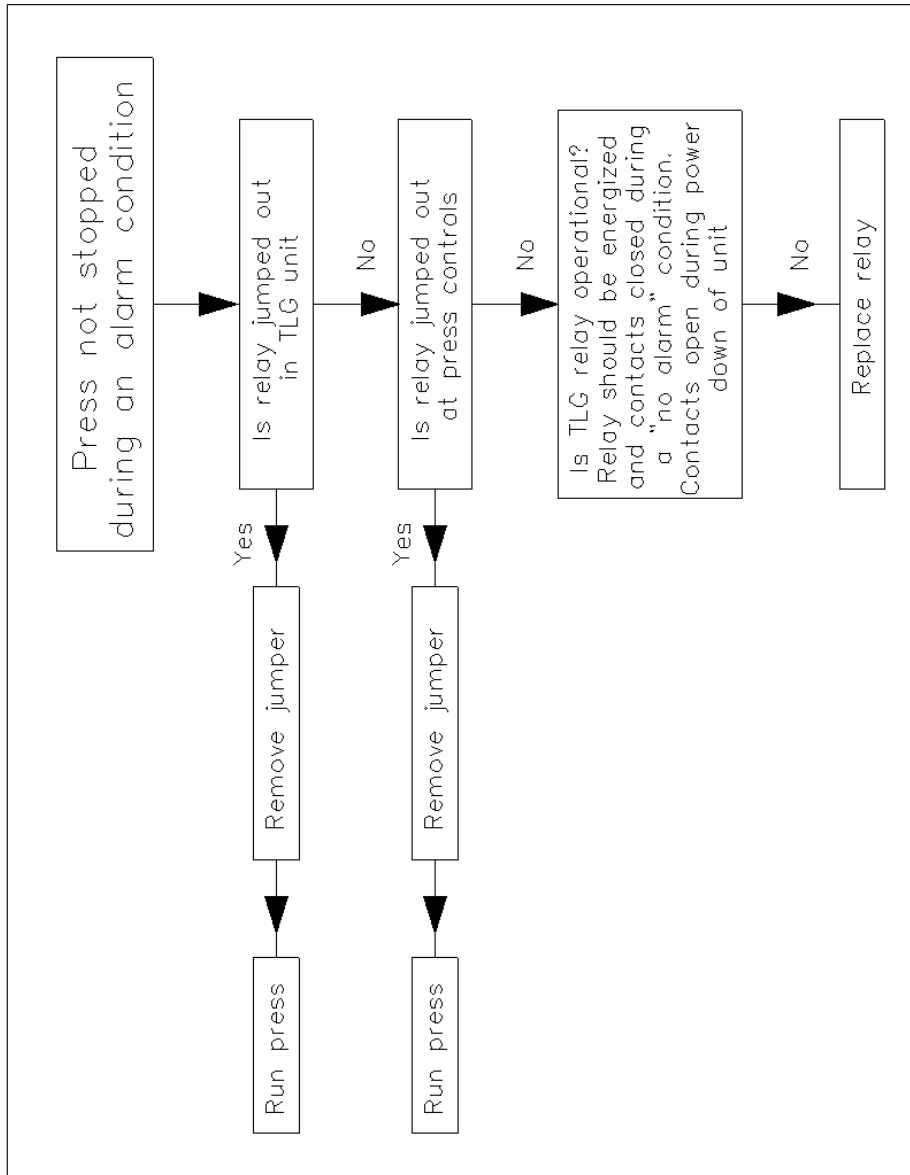 Press not stopped
during an alarm condition
Is relay jumped out
in TLG unit
Yes
Remove jumper
Run press
No
Is relay jumped out
at press controls
Yes
Remove jumper
Run press
No
Is TLG relay operational?
Relay should be energized
and contacts closed during
a "no alarm" condition.
Contacts open during power
down of unit
No
Replace relay